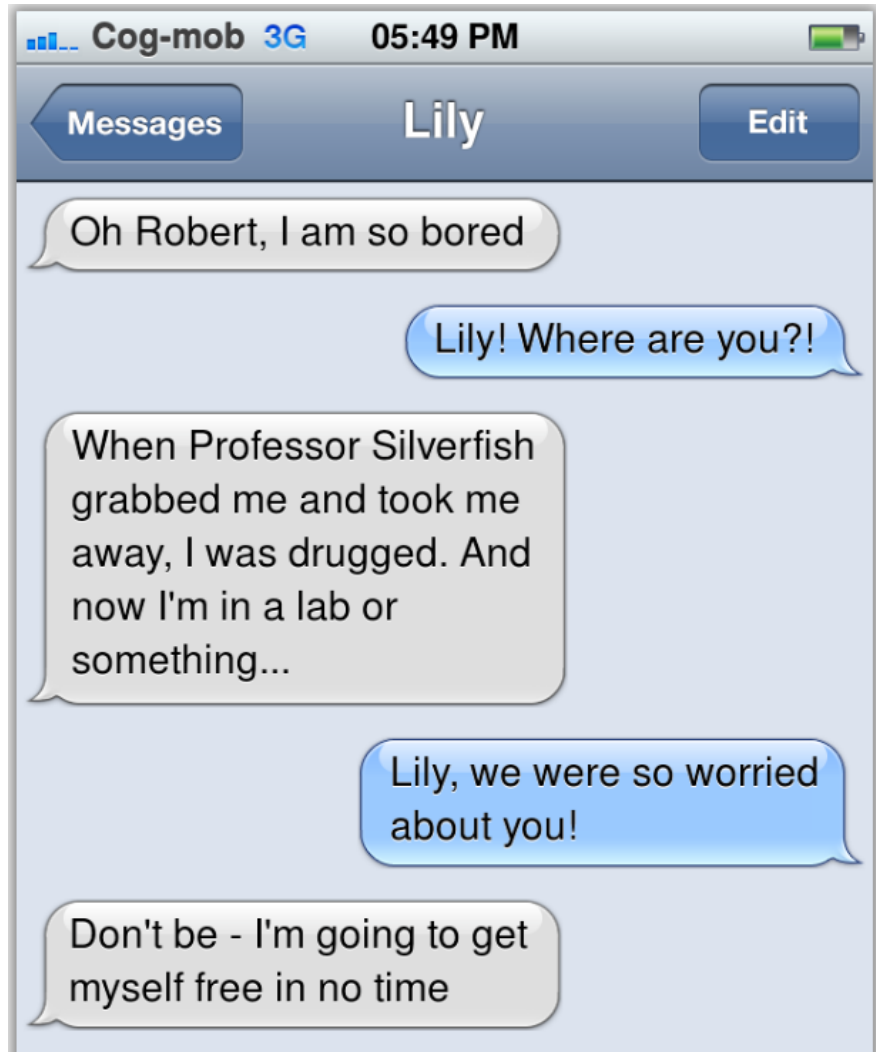 Cog-mob 3G 05:49 PM
Messages Lily Edit
Oh Robert, I am so bored
Lily! Where are you?!
When Professor Silverfish
grabbed me and took me
away, I was drugged. And
now I'm in a lab or
something...
Lily, we were so worried
about you!
Don't be - I'm going to get
myself free in no time